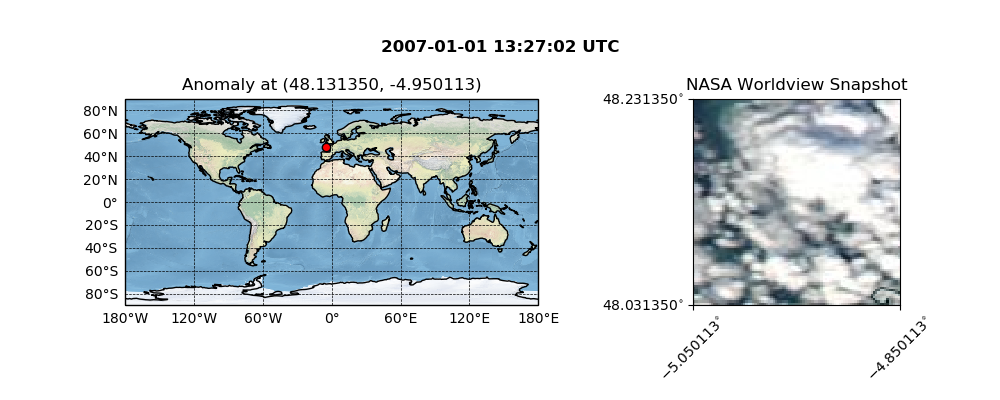 2007-01-01 13:27:02 UTC
Anomaly at (48.131350, -4.950113)
80°N
60°N
40°N
20°N
0°
20°S
40°S
60°S
80°S
180°W 120°W 60°W 0° 60°E 120°E 180°E
NASA Worldview Snapshot
48.231350°
48.031350°
−5.050113° −4.850113°